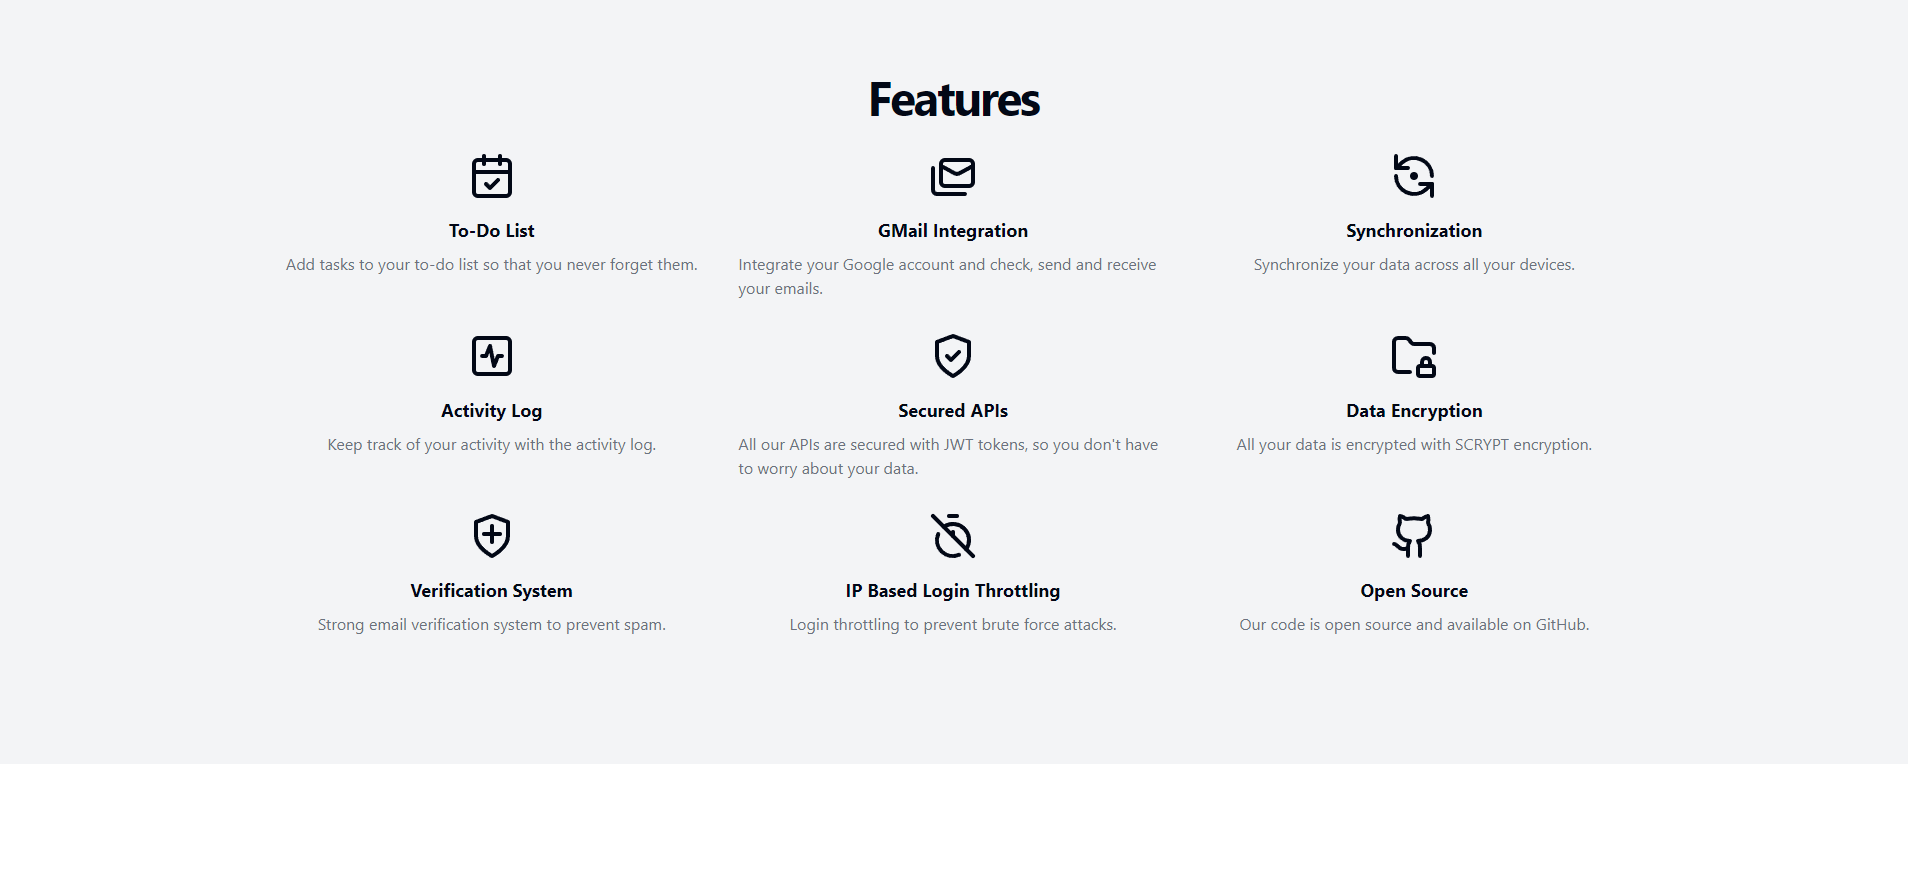 Features
To-Do List
Add tasks to your to-do list so that you never forget them.
GMail Integration
Integrate your Google account and check, send and receive
your emails.
Synchronization
Synchronize your data across all your devices.
Activity Log
Keep track of your activity with the activity log.
Secured APIs
All our APIs are secured with JWT tokens, so you don't have
to worry about your data.
Data Encryption
All your data is encrypted with SCRYPT encryption.
Verification System
Strong email verification system to prevent spam.
IP Based Login Throttling
Login throttling to prevent brute force attacks.
Open Source
Our code is open source and available on GitHub.